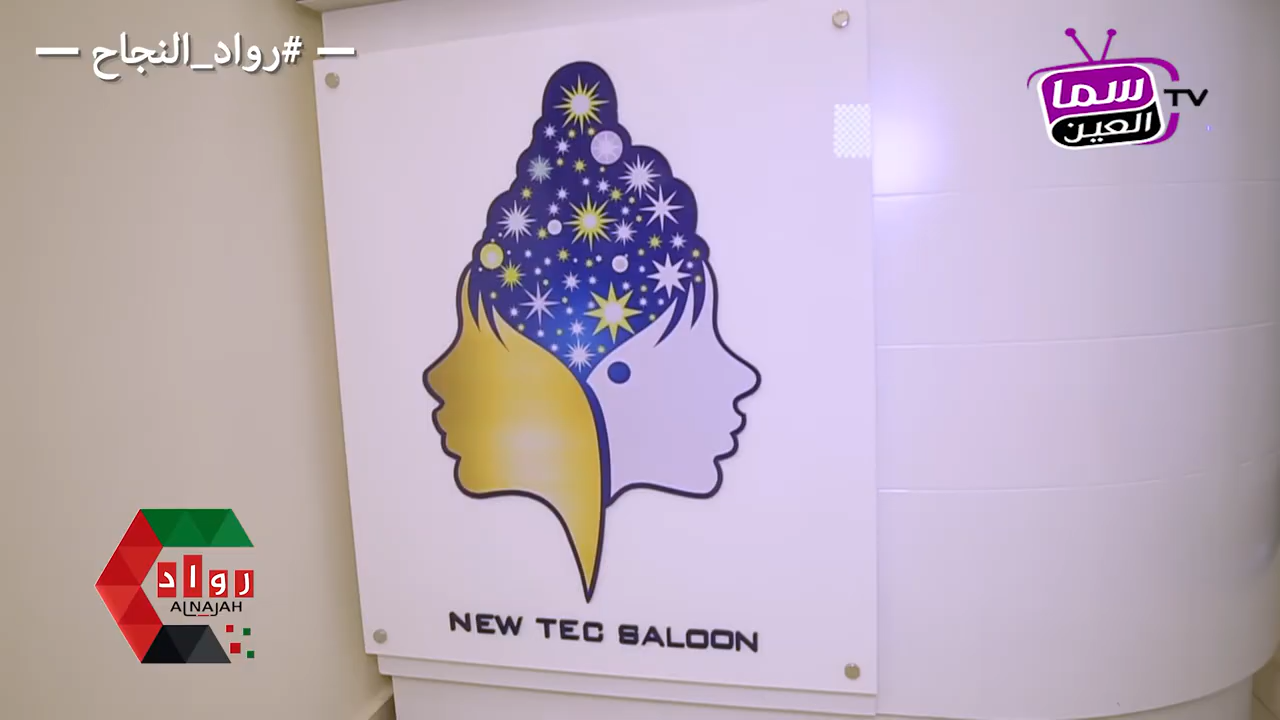 — #رواد_النجاح —
سما
العين
TV
NEW TEC SALOON
رواد
ALNAJAH